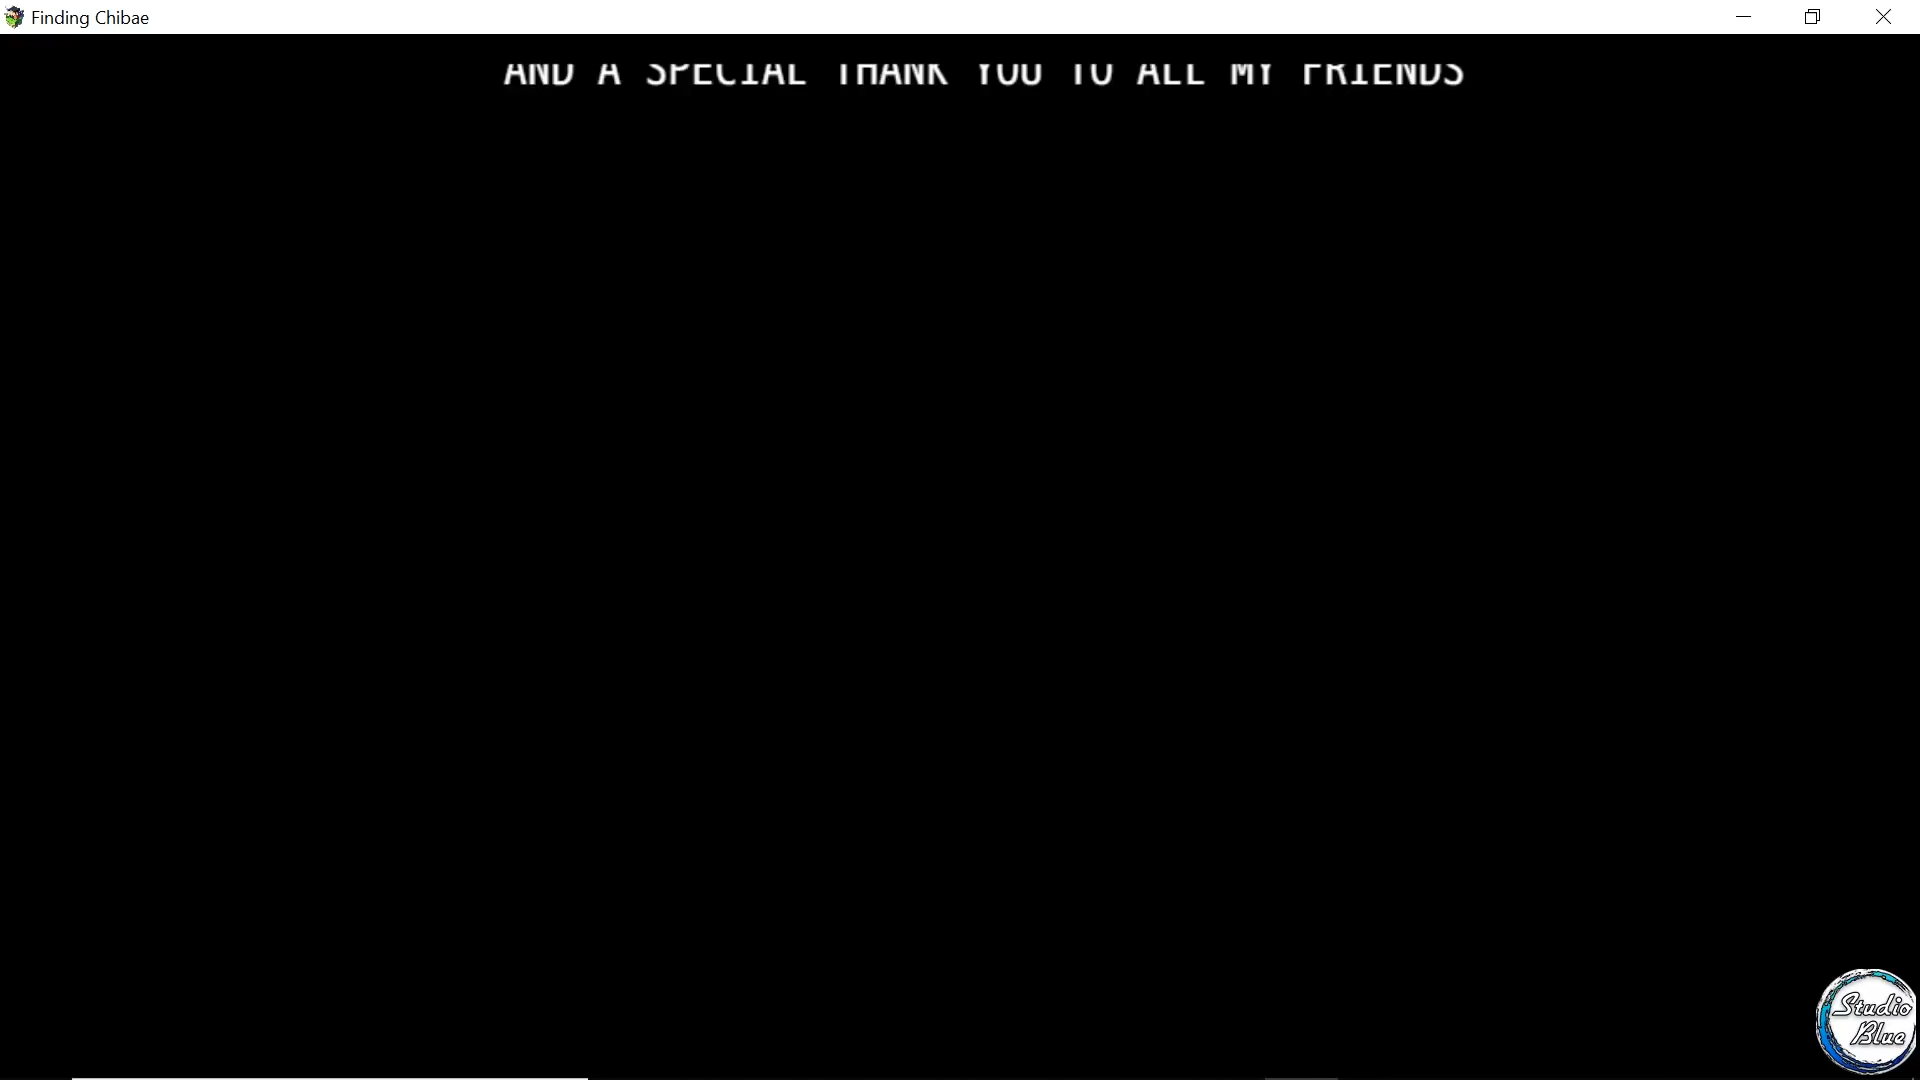 Finding Chibae
AND A SPECIAL THANK YOU TO ALL MY FRIENDS
Studio
Blue